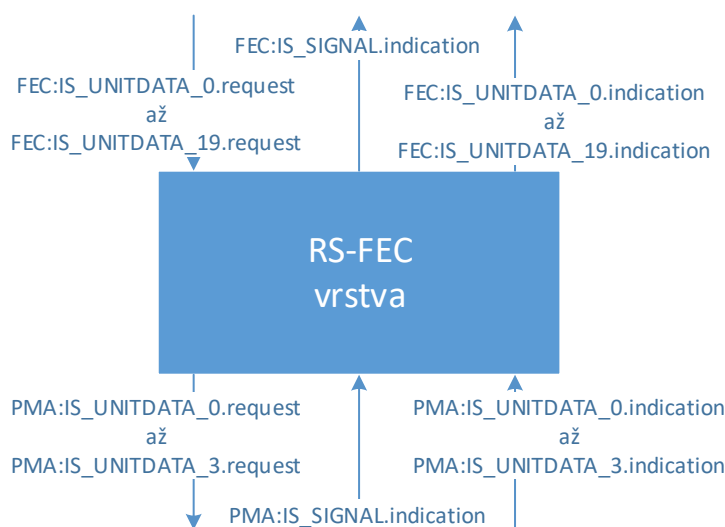 FEC:IS_SIGNAL.indication
FEC:IS_UNITDATA_0.request
až
FEC:IS_UNITDATA_19.request
FEC:IS_UNITDATA_0.indication
až
FEC:IS_UNITDATA_19.indication
RS-FEC
vrstva
PMA:IS_UNITDATA_0.request
až
PMA:IS_UNITDATA_3.request
PMA:IS_UNITDATA_0.indication
až
PMA:IS_UNITDATA_3.indication
PMA:IS_SIGNAL.indication